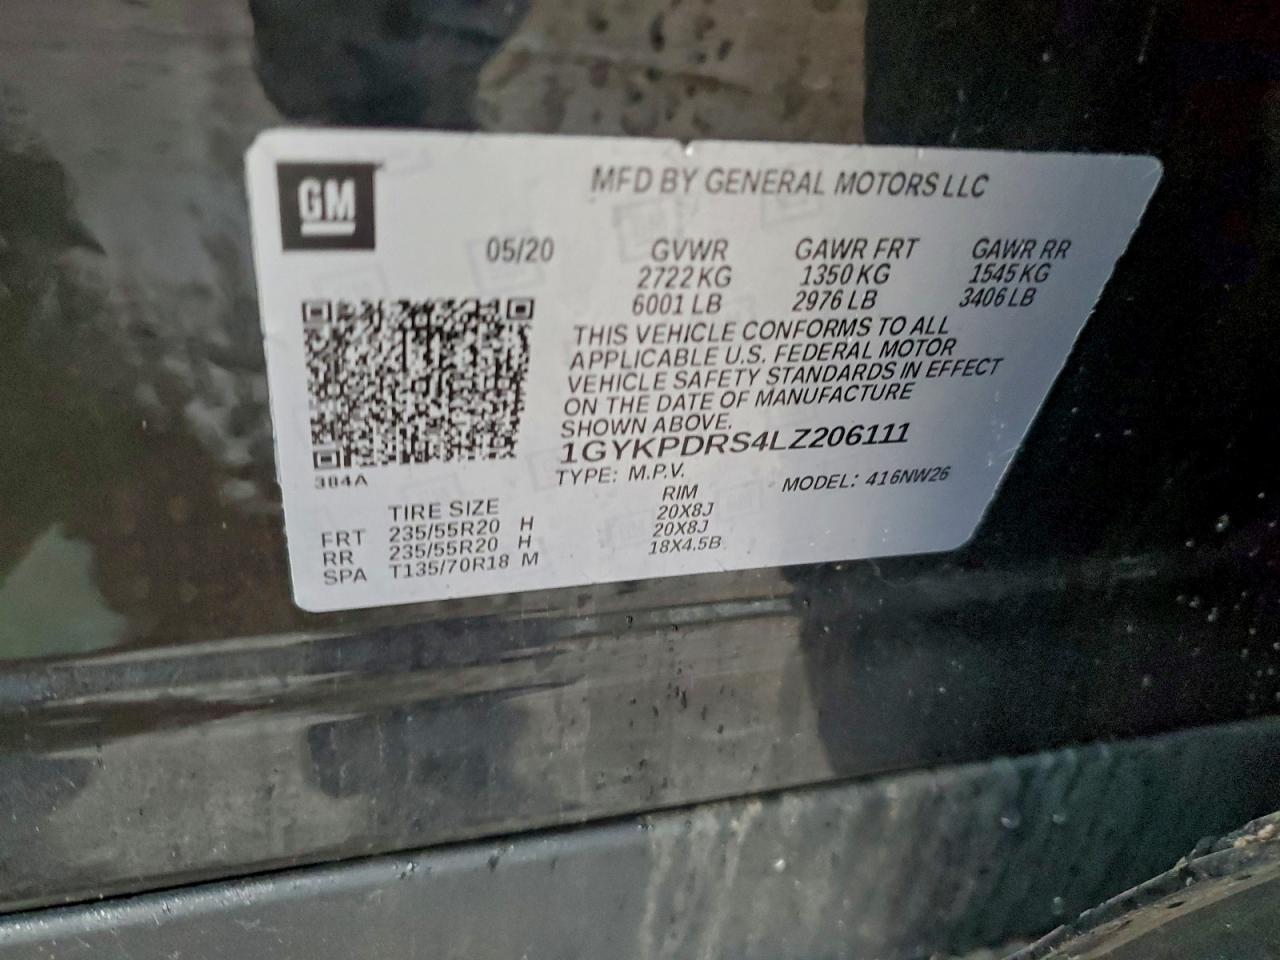 GM
MFD BY GENERAL MOTORS LLC
05/20 GVWR GAWR FRT GAWR RR
2722 KG 1350 KG 1545 KG
6001 LB 2976 LB 3406 LB
THIS VEHICLE CONFORMS TO ALL
APPLICABLE U.S. FEDERAL MOTOR
VEHICLE SAFETY STANDARDS IN EFFECT
ON THE DATE OF MANUFACTURE
SHOWN ABOVE.
1GYKPDRS4LZ206111
TYPE: M.P.V. MODEL: 416NW26
384A
TIRE SIZE RIM
FRT 235/55R20 H 20X8J
RR 235/55R20 H 20X8J
SPA T135/70R18 M 18X4.5B